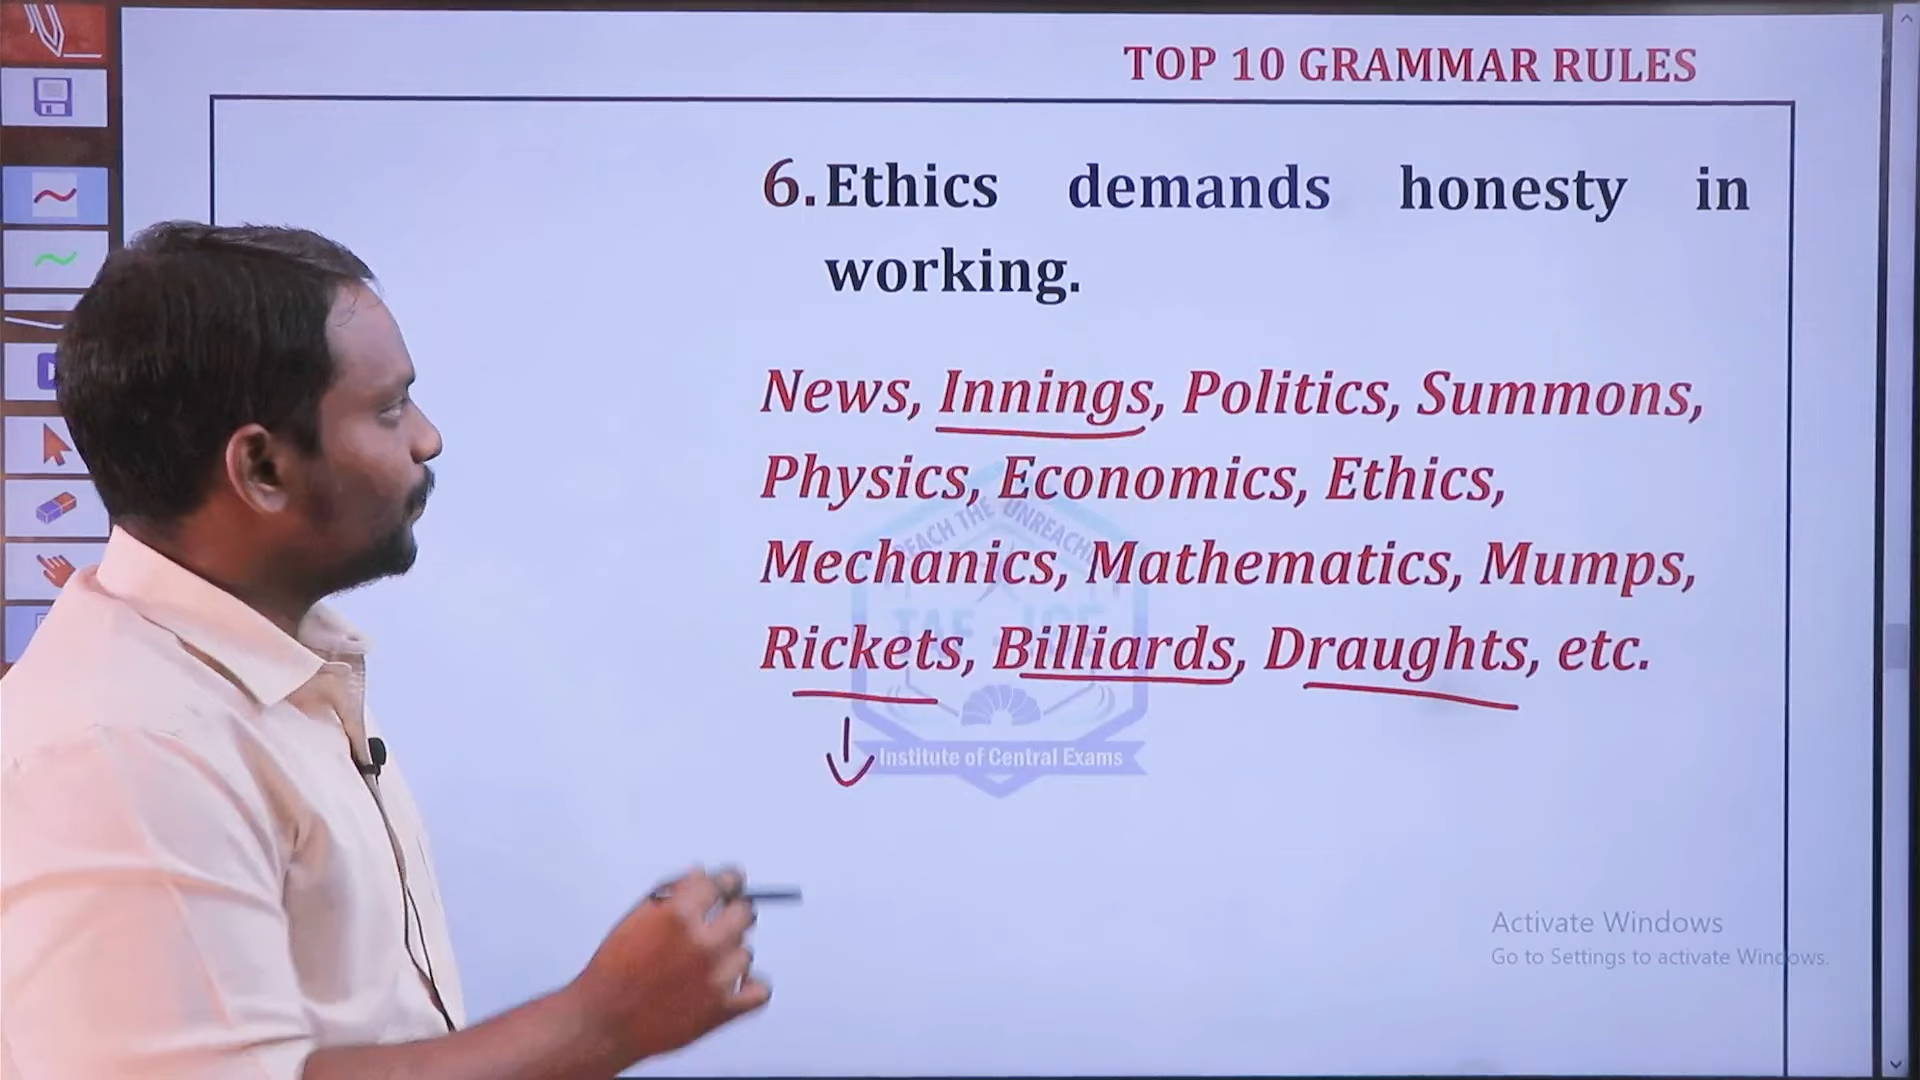 TOP 10 GRAMMAR RULES
6. Ethics demands honesty in
working.
News, Innings, Politics, Summons,
Physics, Economics, Ethics,
Mechanics, Mathematics, Mumps,
Rickets, Billiards, Draughts, etc.
REACH THE UNREACHED
Institute of Central Exams
Activate Windows
Go to Settings to activate Windows.